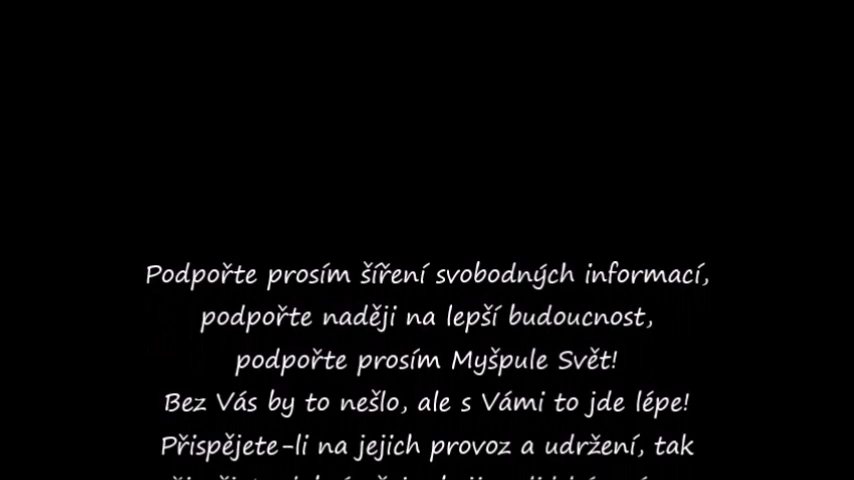 Podpořte prosím šíření svobodných informací,
podpořte naději na lepší budoucnost,
podpořte prosím Myšpule Svět!
Bez Vás by to nešlo, ale s Vámi to jde lépe!
Přispějete-li na jejich provoz a udržení, tak